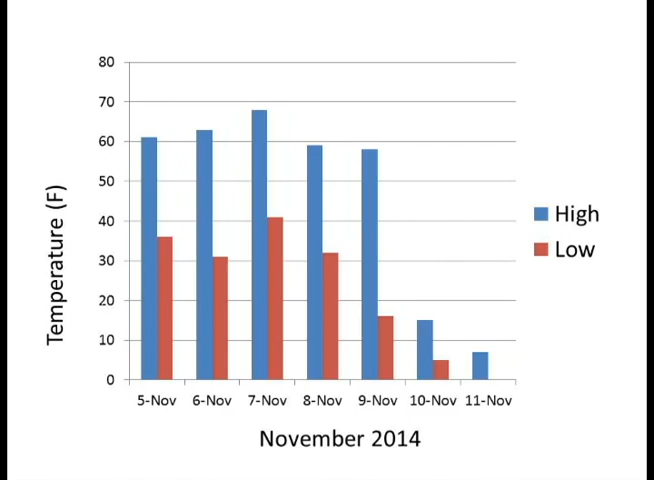 80
70
60
50
40
30
20
10
0
Temperature (F)
5-Nov 6-Nov 7-Nov 8-Nov 9-Nov 10-Nov 11-Nov
November 2014
High
Low